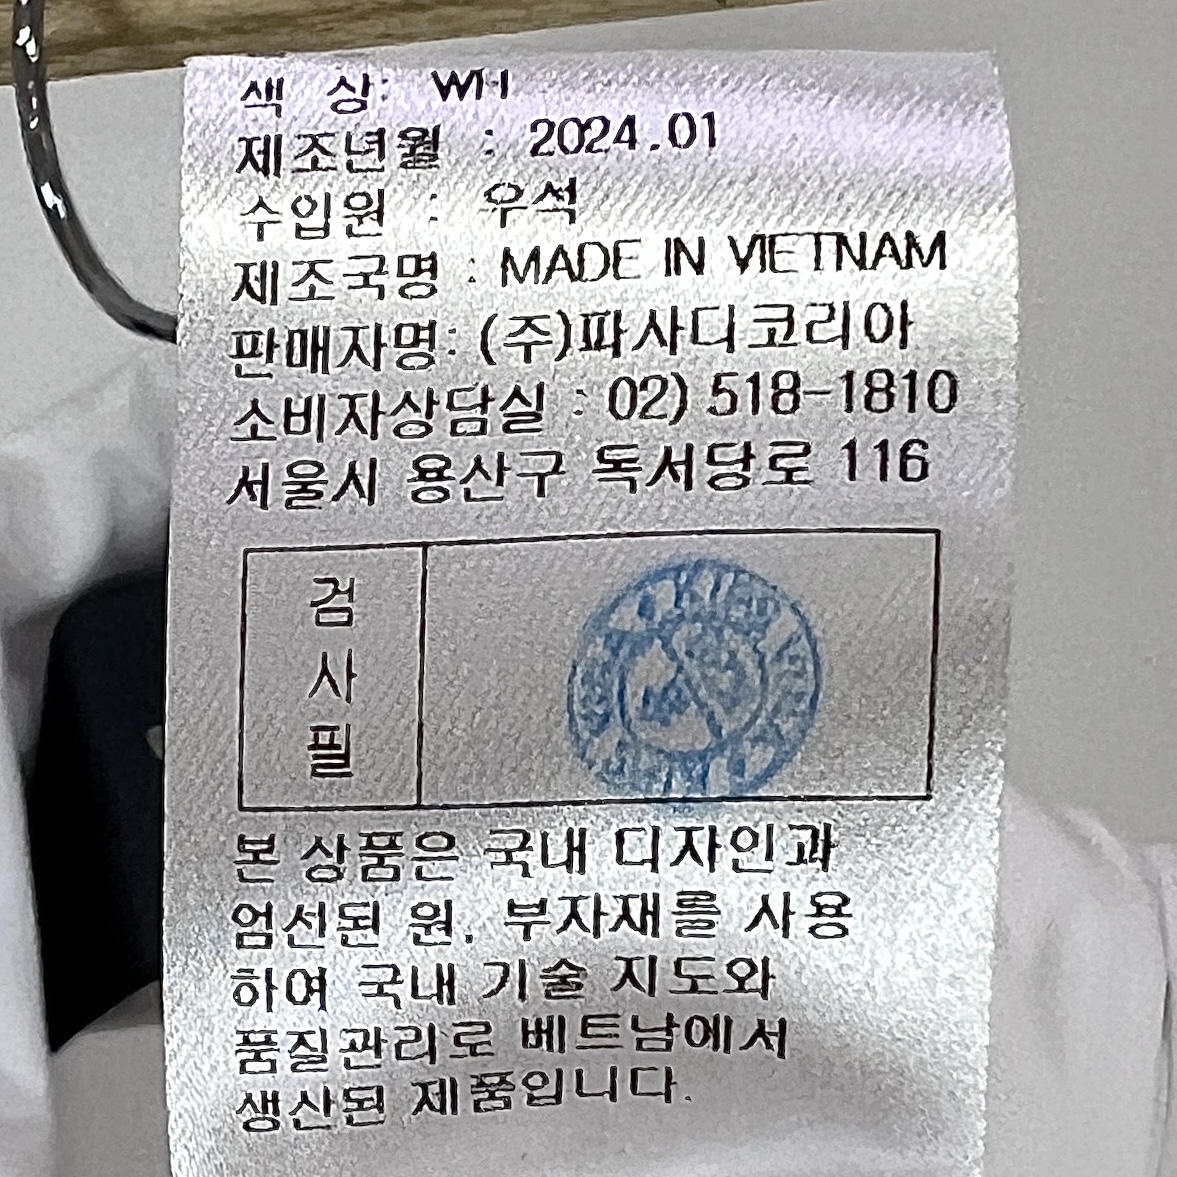 색 상: WH
제조년월 : 2024.01
수입원 : 우석
제조국명 : MADE IN VIETNAM
판매자명: (주)파사디코리아
소비자상담실 : 02) 518-1810
서울시 용산구 독서당로 116
검
사
필
본 상품은 국내 디자인과
엄선된 원, 부자재를 사용
하여 국내 기술 지도와
품질관리로 베트남에서
생산된 제품입니다.